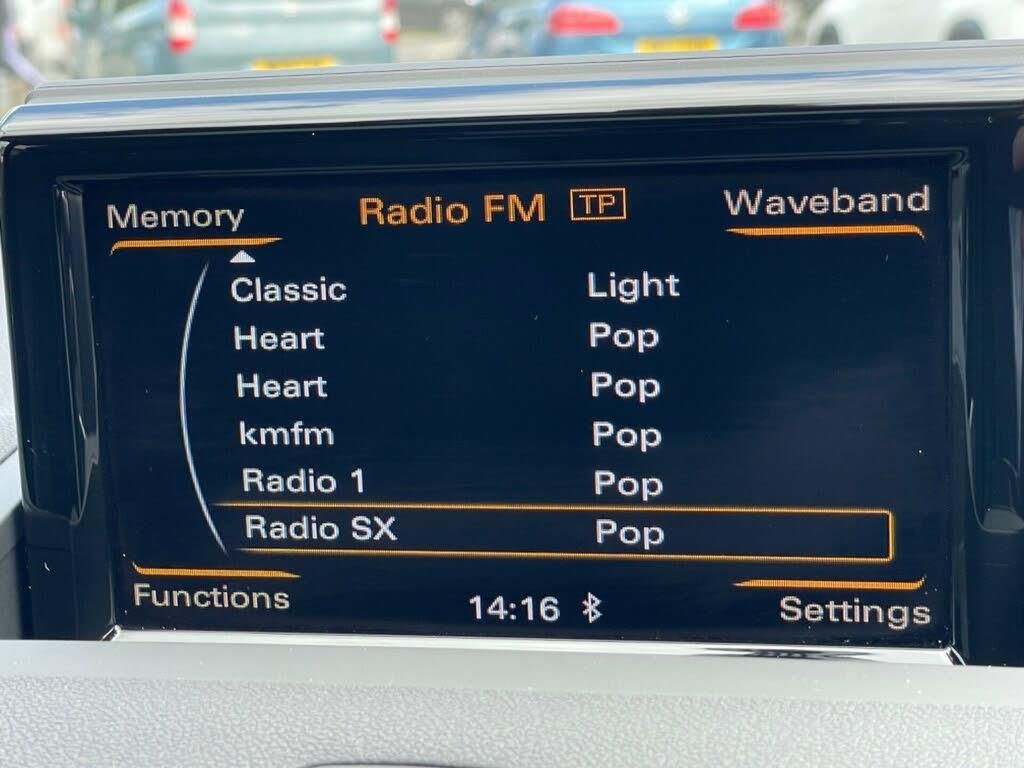 Memory Radio FM TP Waveband
Classic Light
Heart Pop
Heart Pop
kmfm Pop
Radio 1 Pop
Radio SX Pop
Functions 14:16 Settings